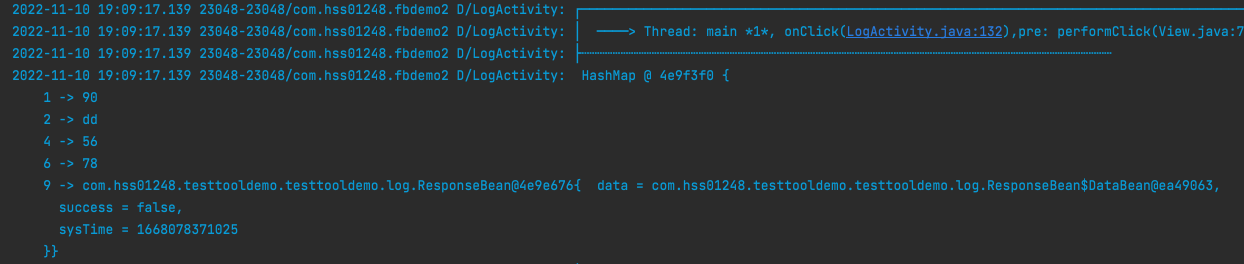 2022-11-10 19:09:17.139 23048-23048/com.hss01248.fbdemo2 D/LogActivity: ┌────────────────────────────────────────
2022-11-10 19:09:17.139 23048-23048/com.hss01248.fbdemo2 D/LogActivity: │ ────> Thread: main *1*, onClick(LogActivity.java:132),pre: performClick(View.java:7
2022-11-10 19:09:17.139 23048-23048/com.hss01248.fbdemo2 D/LogActivity: ├┄┄┄┄┄┄┄┄┄┄┄┄┄┄┄┄┄┄┄┄┄┄┄┄┄┄┄┄┄┄┄┄┄┄┄┄┄┄┄┄
2022-11-10 19:09:17.139 23048-23048/com.hss01248.fbdemo2 D/LogActivity: HashMap @ 4e9f3f0 {
1 -> 90
2 -> dd
4 -> 56
6 -> 78
9 -> com.hss01248.testtooldemo.testtooldemo.log.ResponseBean@4e9e676{ data = com.hss01248.testtooldemo.testtooldemo.log.ResponseBean$DataBean@ea49063,
success = false,
sysTime = 1668078371025
}}